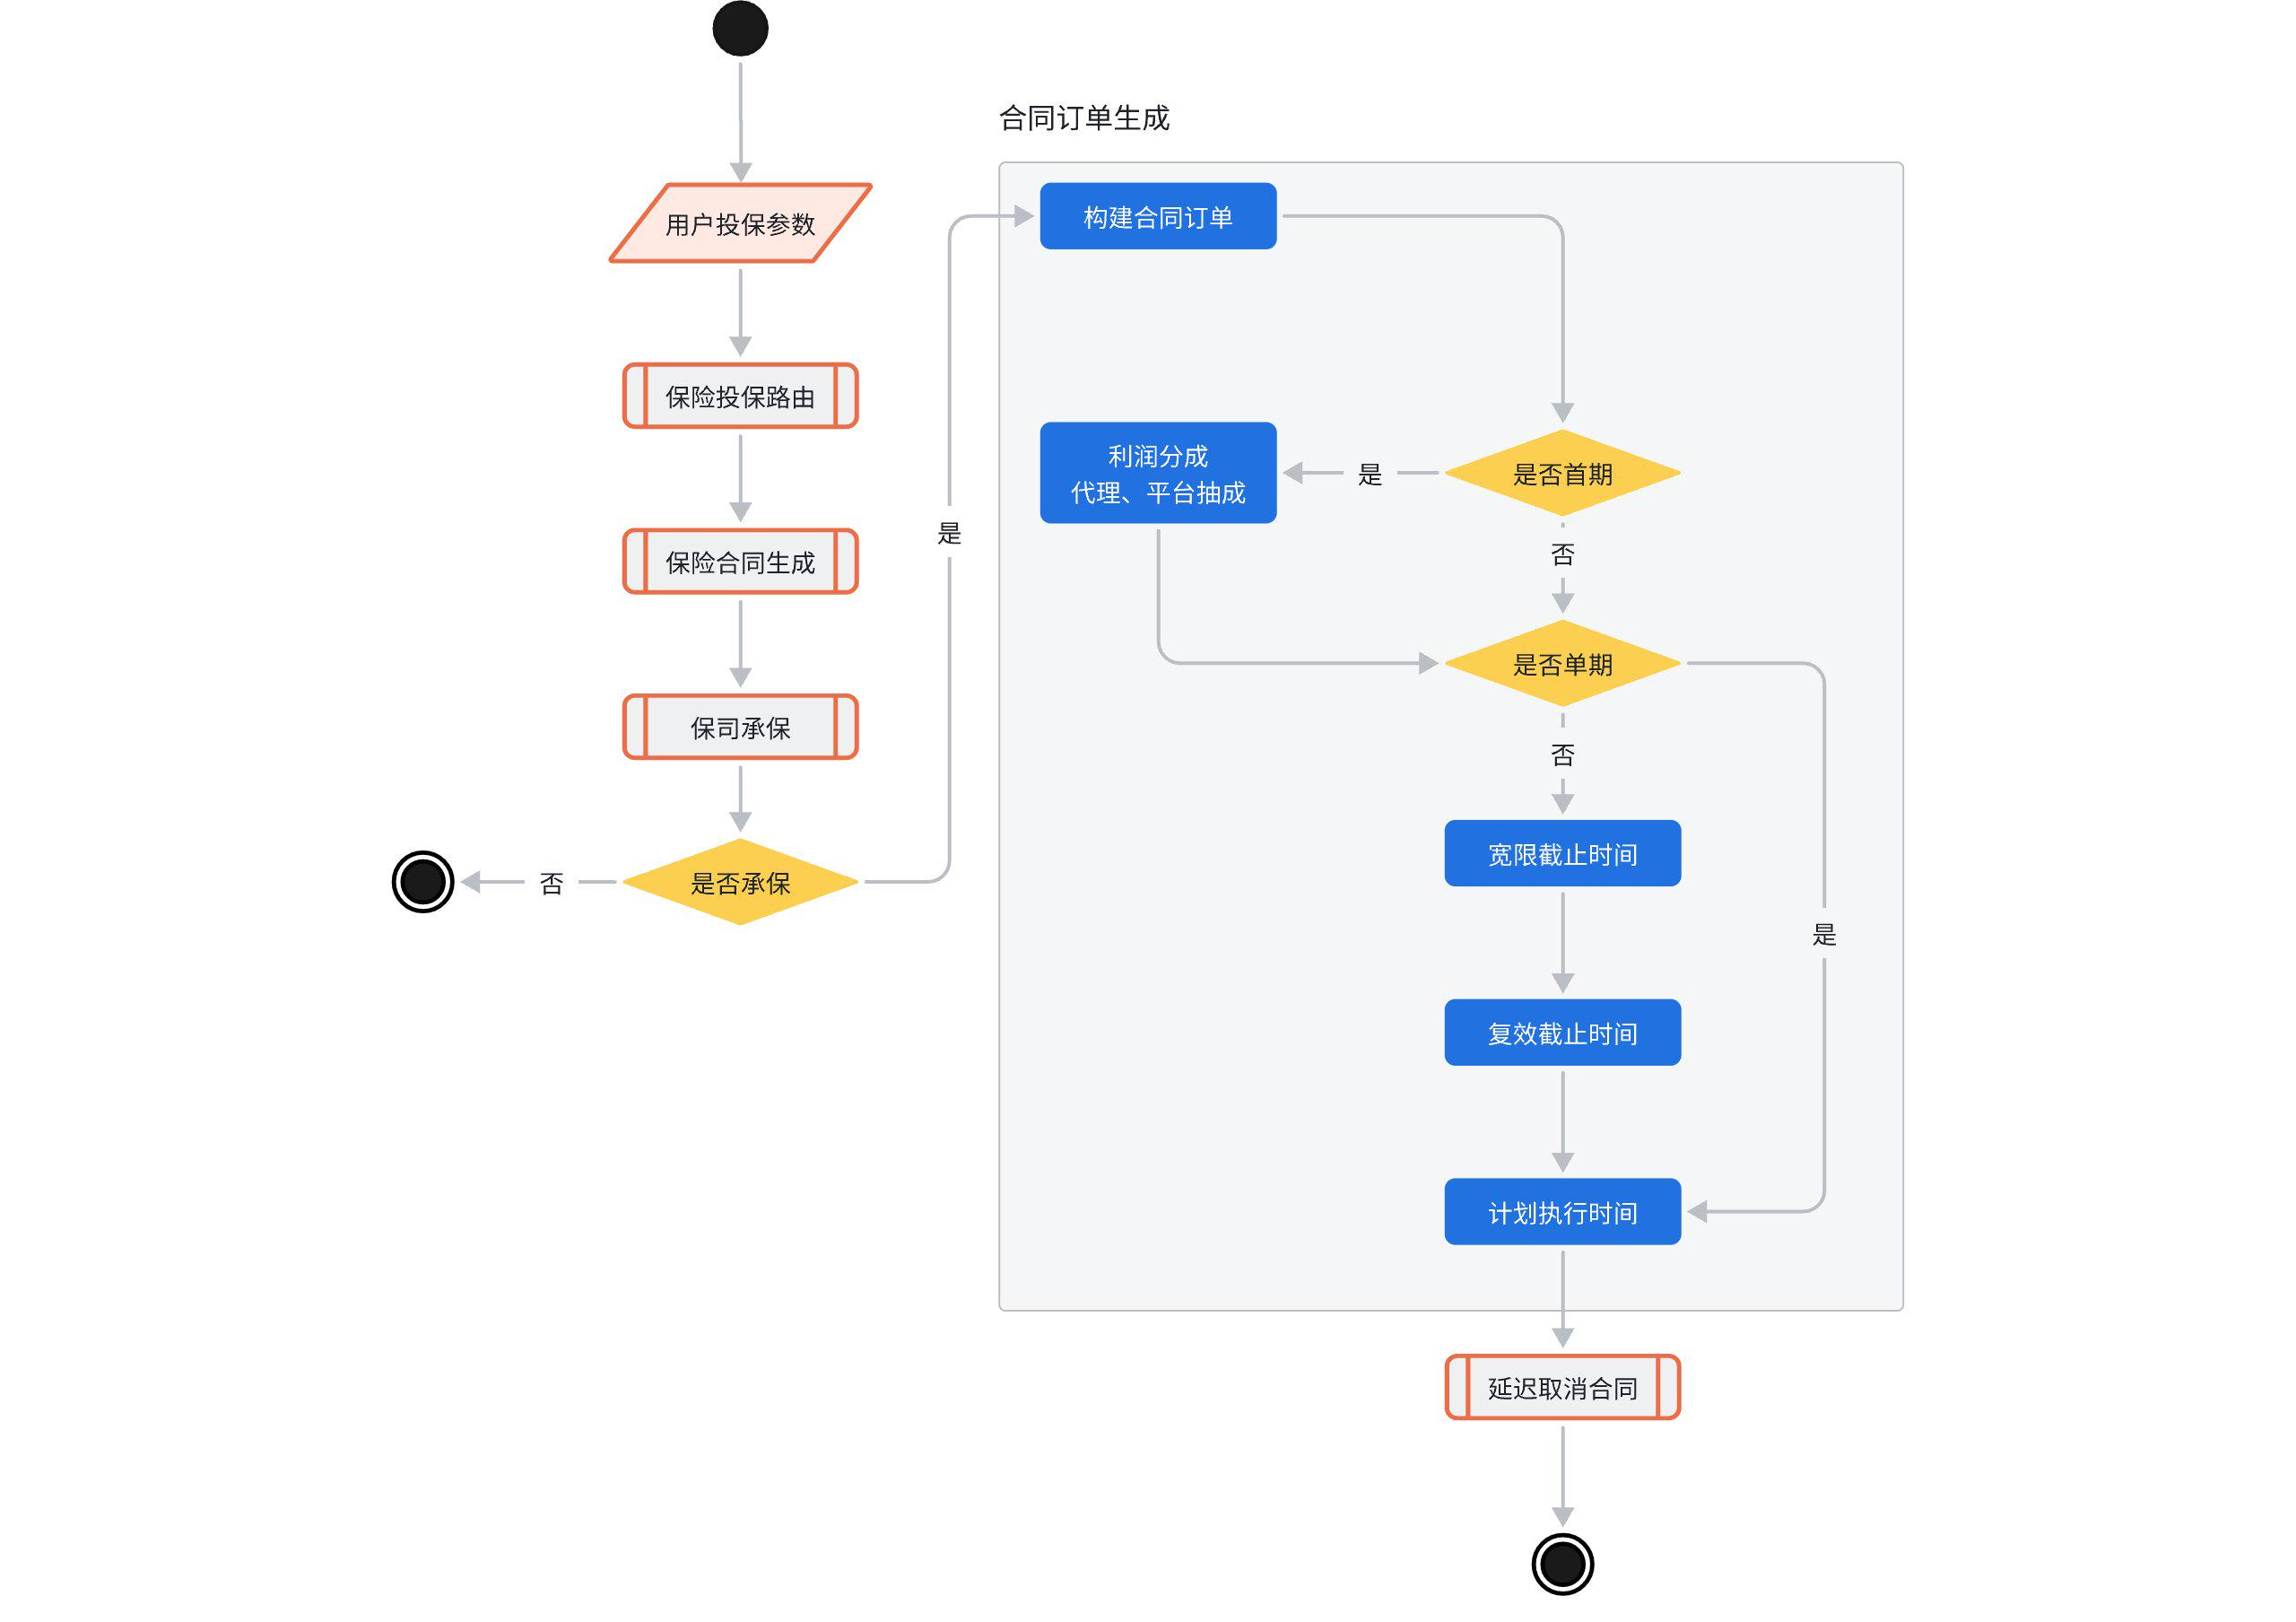 用户投保参数
保险投保路由
保险合同生成
保司承保
是否承保
否
是
合同订单生成
构建合同订单
是否首期
是
利润分成
代理、平台抽成
否
是否单期
否
宽限截止时间
是
复效截止时间
计划执行时间
延迟取消合同